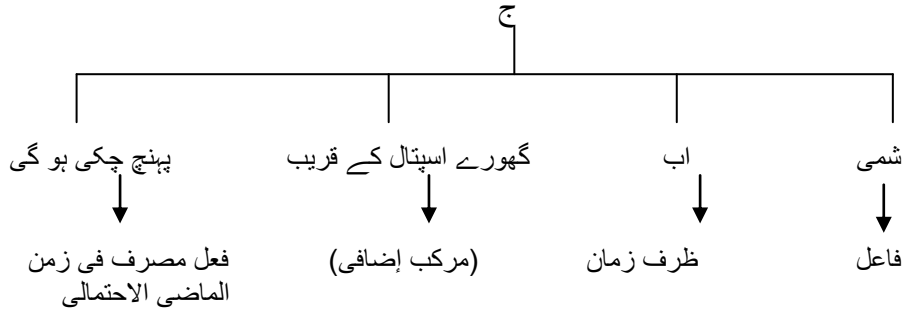 ج
شمی اب گھورے اسپتال کے قریب پہنچ چکی ہو گی
فاعل ظرف زمان (مرکب إضافی) فعل مصرف فی زمن
الماضی الاحتمالی